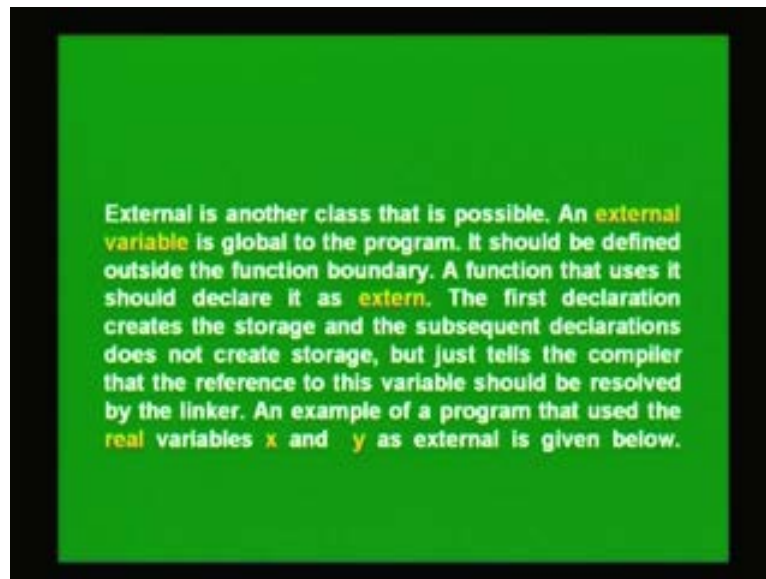 External is another class that is possible. An external
variable is global to the program. It should be defined
outside the function boundary. A function that uses it
should declare it as extern. The first declaration
creates the storage and the subsequent declarations
does not create storage, but just tells the compiler
that the reference to this variable should be resolved
by the linker. An example of a program that used the
real variables x and y as external is given below.